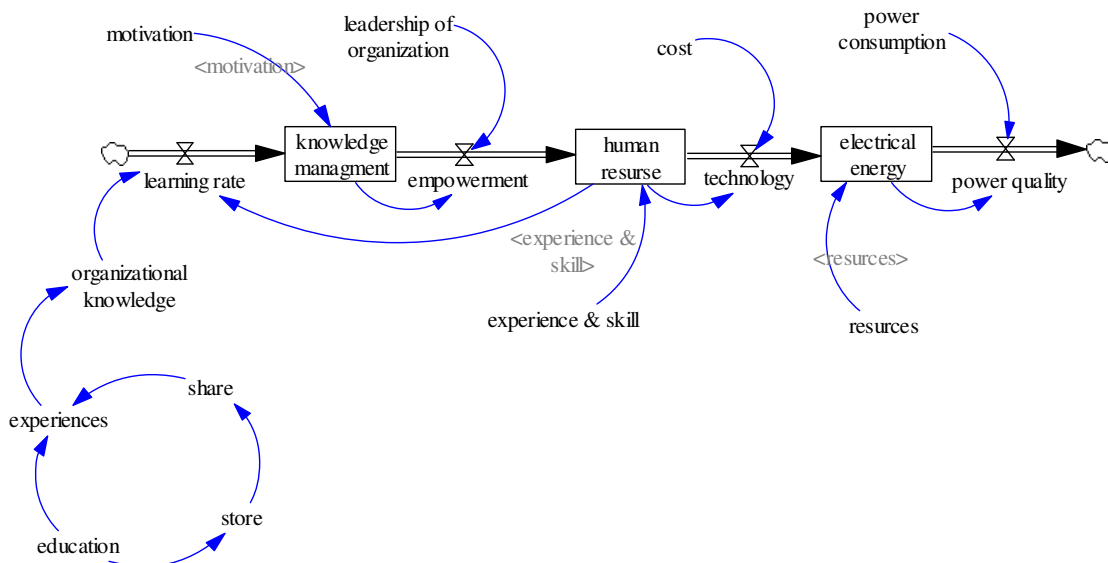 motivation
<motivation>
leadership of
organization
cost
power
consumption
knowledge
managment
human
resurse
electrical
energy
learning rate
empowerment
technology
power quality
<experience &
skill>
<resurces>
organizational
knowledge
experience & skill
resurces
share
experiences
store
education